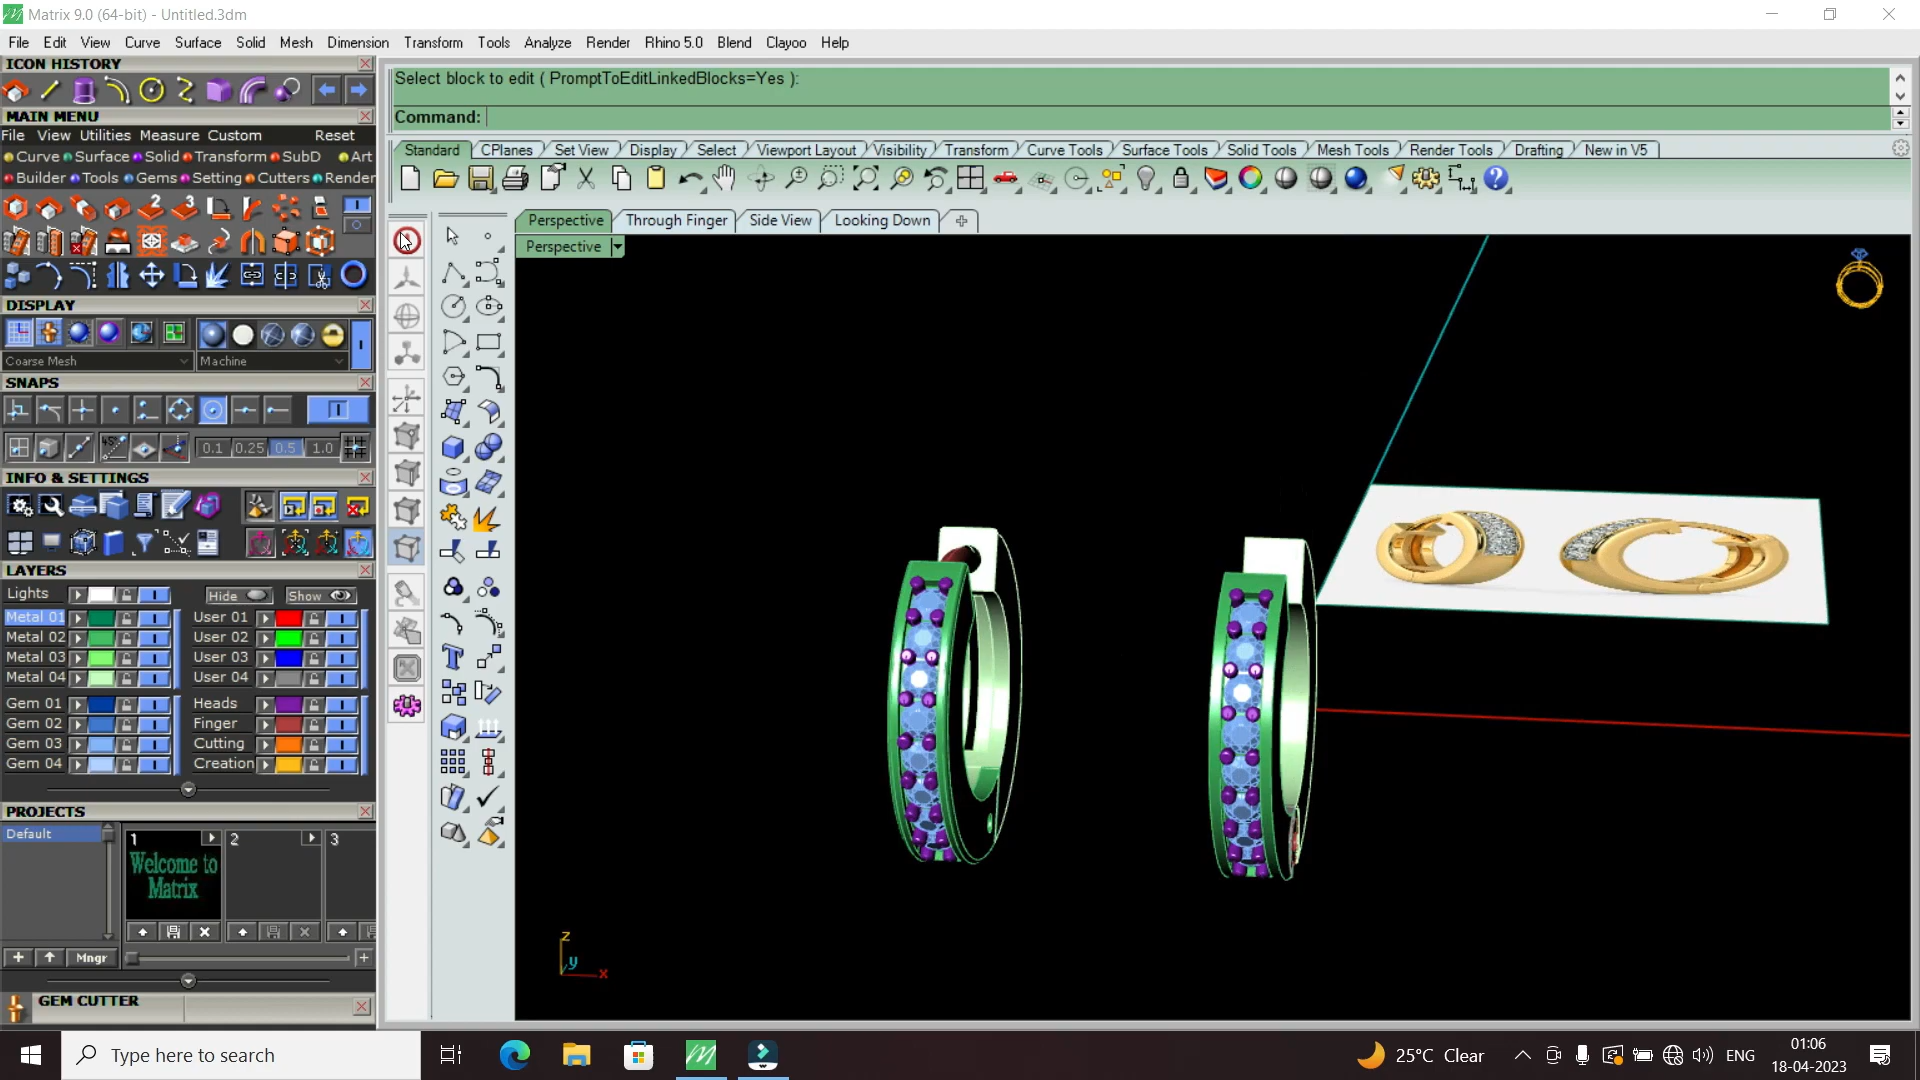 Matrix 9.0 (64-bit) - Untitled.3dm
File Edit View Curve Surface Solid Mesh Dimension Transform Tools Analyze Render Rhino 5.0 Blend Clayoo Help
ICON HISTORY
MAIN MENU
File View Utilities Measure Custom Reset
Curve Surface Solid Transform SubD Art
Builder Tools Gems Setting Cutters Render
DISPLAY
Coarse Mesh Machine
SNAPS
0.1 0.25 0.5 1.0
INFO & SETTINGS
LAYERS
Lights Hide Show
Metal 01 User 01
Metal 02 User 02
Metal 03 User 03
Metal 04 User 04
Gem 01 Heads
Gem 02 Finger
Gem 03 Cutting
Gem 04 Creation
PROJECTS
Default 1 2 3
Welcome to
Matrix
Mngr
GEM CUTTER
Select block to edit ( PromptToEditLinkedBlocks=Yes ):
Command:
Standard CPlanes Set View Display Select Viewport Layout Visibility Transform Curve Tools Surface Tools Solid Tools Mesh Tools Render Tools Drafting New in V5
Perspective Through Finger Side View Looking Down
Perspective
z
y
x
Type here to search
25°C Clear
ENG
01:06
18-04-2023